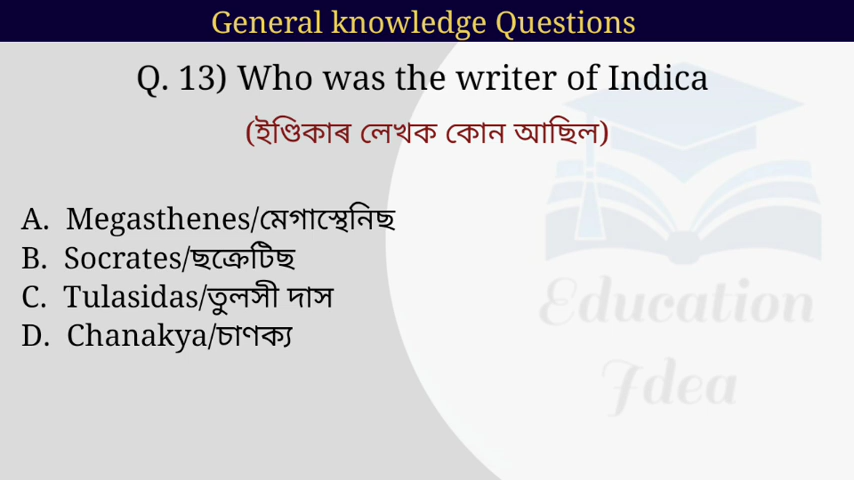 General knowledge Questions
Q. 13) Who was the writer of Indica
(ইণ্ডিকাৰ লেখক কোন আছিল)
A. Megasthenes/মেগাস্থেনিছ
B. Socrates/ছক্ৰেটিছ
C. Tulasidas/তুলসী দাস
D. Chanakya/চাণক্য
Education
Idea